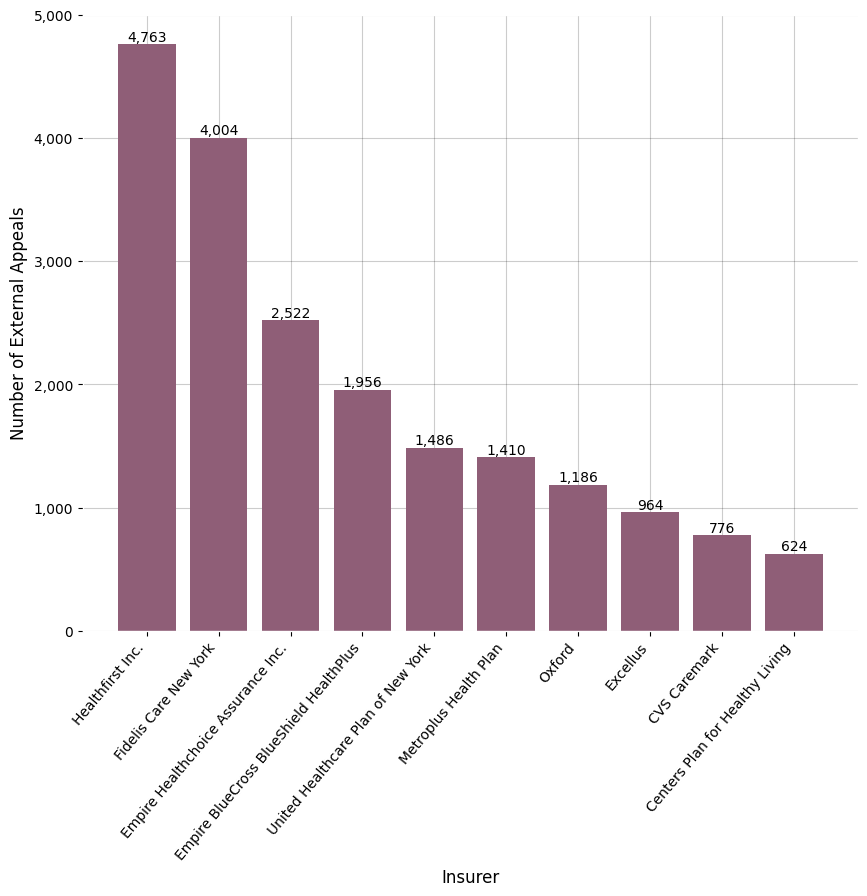 Number of External Appeals
5,000
4,000
3,000
2,000
1,000
0
4,763
4,004
2,522
1,956
1,486
1,410
1,186
964
776
624
Healthfirst Inc.
Fidelis Care New York
Empire Healthchoice Assurance Inc.
Empire BlueCross BlueShield HealthPlus
United Healthcare Plan of New York
Metroplus Health Plan
Oxford
Excellus
CVS Caremark
Centers Plan for Healthy Living
Insurer